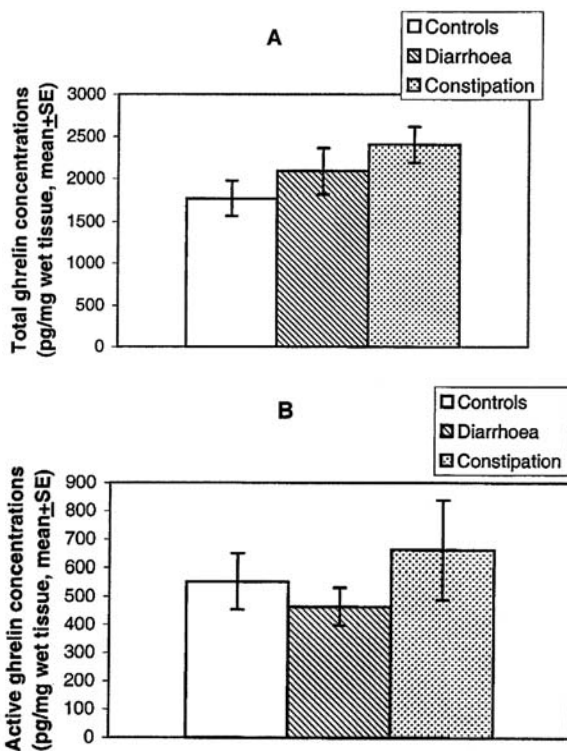 A
Controls
Diarrhoea
Constipation
Total ghrelin concentrations
(pg/mg wet tissue, mean±SE)
3000
2500
2000
1500
1000
500
0
B
Controls
Diarrhoea
Constipation
Active ghrelin concentrations
(pg/mg wet tissue, mean±SE)
900
800
700
600
500
400
300
200
100
0